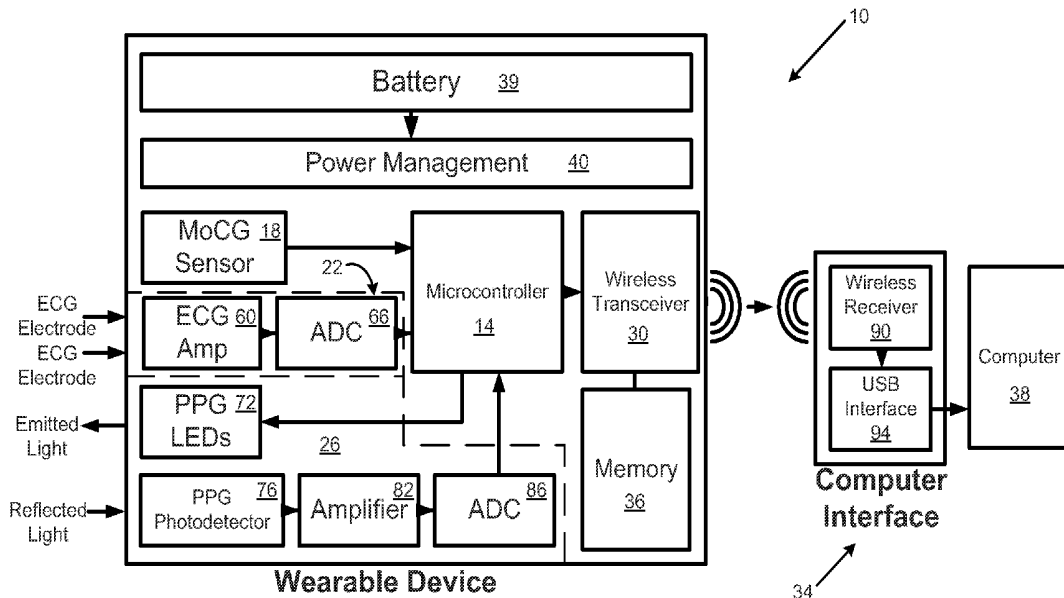 10
Battery 39
Power Management 40
MoCG 18
Sensor
22
Microcontroller
14
Wireless
Transceiver
30
ECG
Electrode
ECG
Electrode
ECG 60
Amp
ADC 66
Wireless
Receiver
90
USB
Interface
94
Computer
38
Emitted
Light
PPG 72
LEDs
26
Reflected
Light
PPG 76
Photodetector
82
Amplifier
86
ADC
Memory
36
Computer
Interface
Wearable Device
34